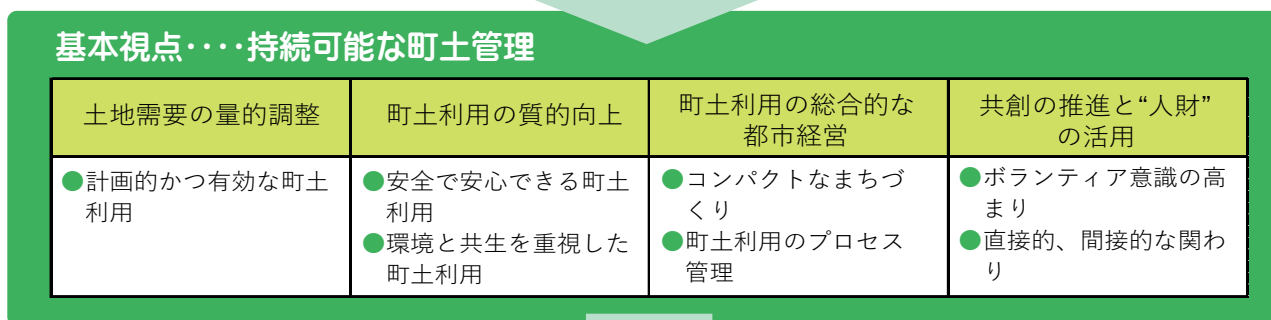 基本視点‥‥持続可能な町土管理
土地需要の量的調整
町土利用の質的向上
町土利用の総合的な
都市経営
共創の推進と“人財”
の活用
●計画的かつ有効な町土
利用
●安全で安心できる町土
利用
●環境と共生を重視した
町土利用
●コンパクトなまちづ
くり
●町土利用のプロセス
管理
●ボランティア意識の高
まり
●直接的、間接的な関わ
り